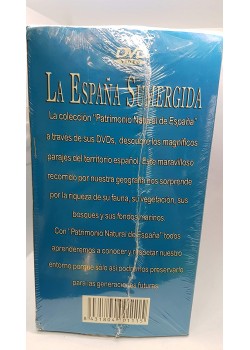 DVD
VIDEO
LA ESPAÑA SUMERGIDA
La colección "Patrimonio Natural de España"
a través de sus DVDs, descubre los magníficos
parajes del territorio español. Este maravilloso
recorrido por nuestra geografía nos sorprende
por la riqueza de su fauna, su vegetación, sus
bosques y sus fondos marinos.
Con "Patrimonio Natural de España" todos
aprenderemos a conocer y respetar nuestro
entorno porque sólo así podremos preservarlo
para las generaciones futuras.